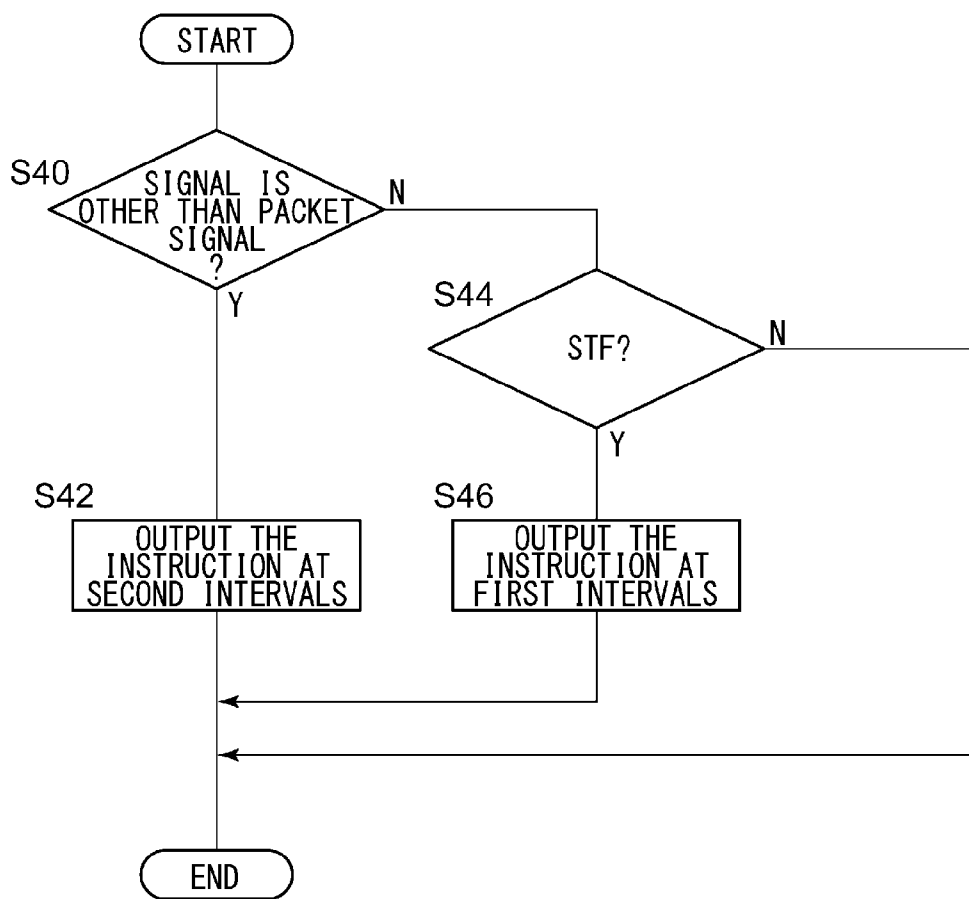 START
S40
SIGNAL IS
OTHER THAN PACKET
SIGNAL
?
N
Y
S44
STF?
N
Y
S42
OUTPUT THE
INSTRUCTION AT
SECOND INTERVALS
S46
OUTPUT THE
INSTRUCTION AT
FIRST INTERVALS
END